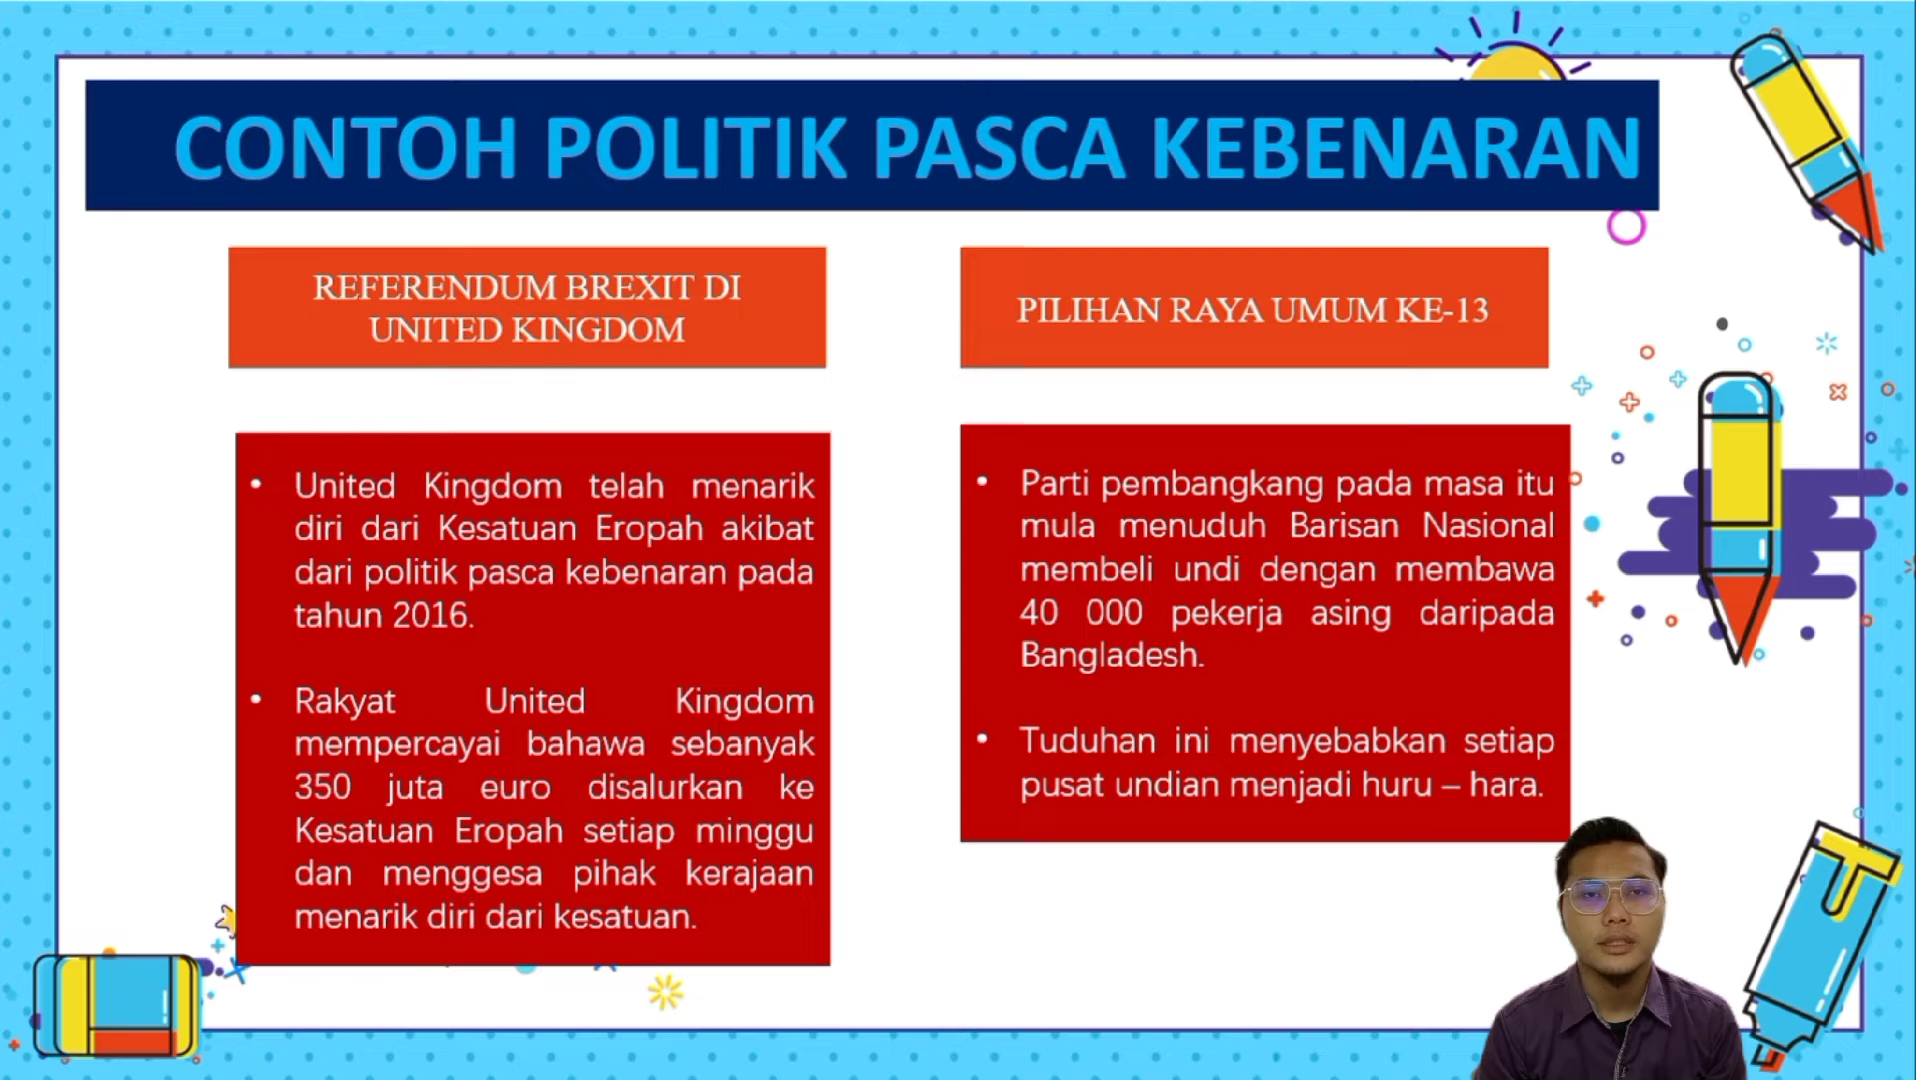 CONTOH POLITIK PASCA KEBENARAN
REFERENDUM BREXIT DI
UNITED KINGDOM
• United Kingdom telah menarik
diri dari Kesatuan Eropah akibat
dari politik pasca kebenaran pada
tahun 2016.
• Rakyat United Kingdom
mempercayai bahawa sebanyak
350 juta euro disalurkan ke
Kesatuan Eropah setiap minggu
dan menggesa pihak kerajaan
menarik diri dari kesatuan.
PILIHAN RAYA UMUM KE-13
• Parti pembangkang pada masa itu
mula menuduh Barisan Nasional
membeli undi dengan membawa
40 000 pekerja asing daripada
Bangladesh.
• Tuduhan ini menyebabkan setiap
pusat undian menjadi huru – hara.